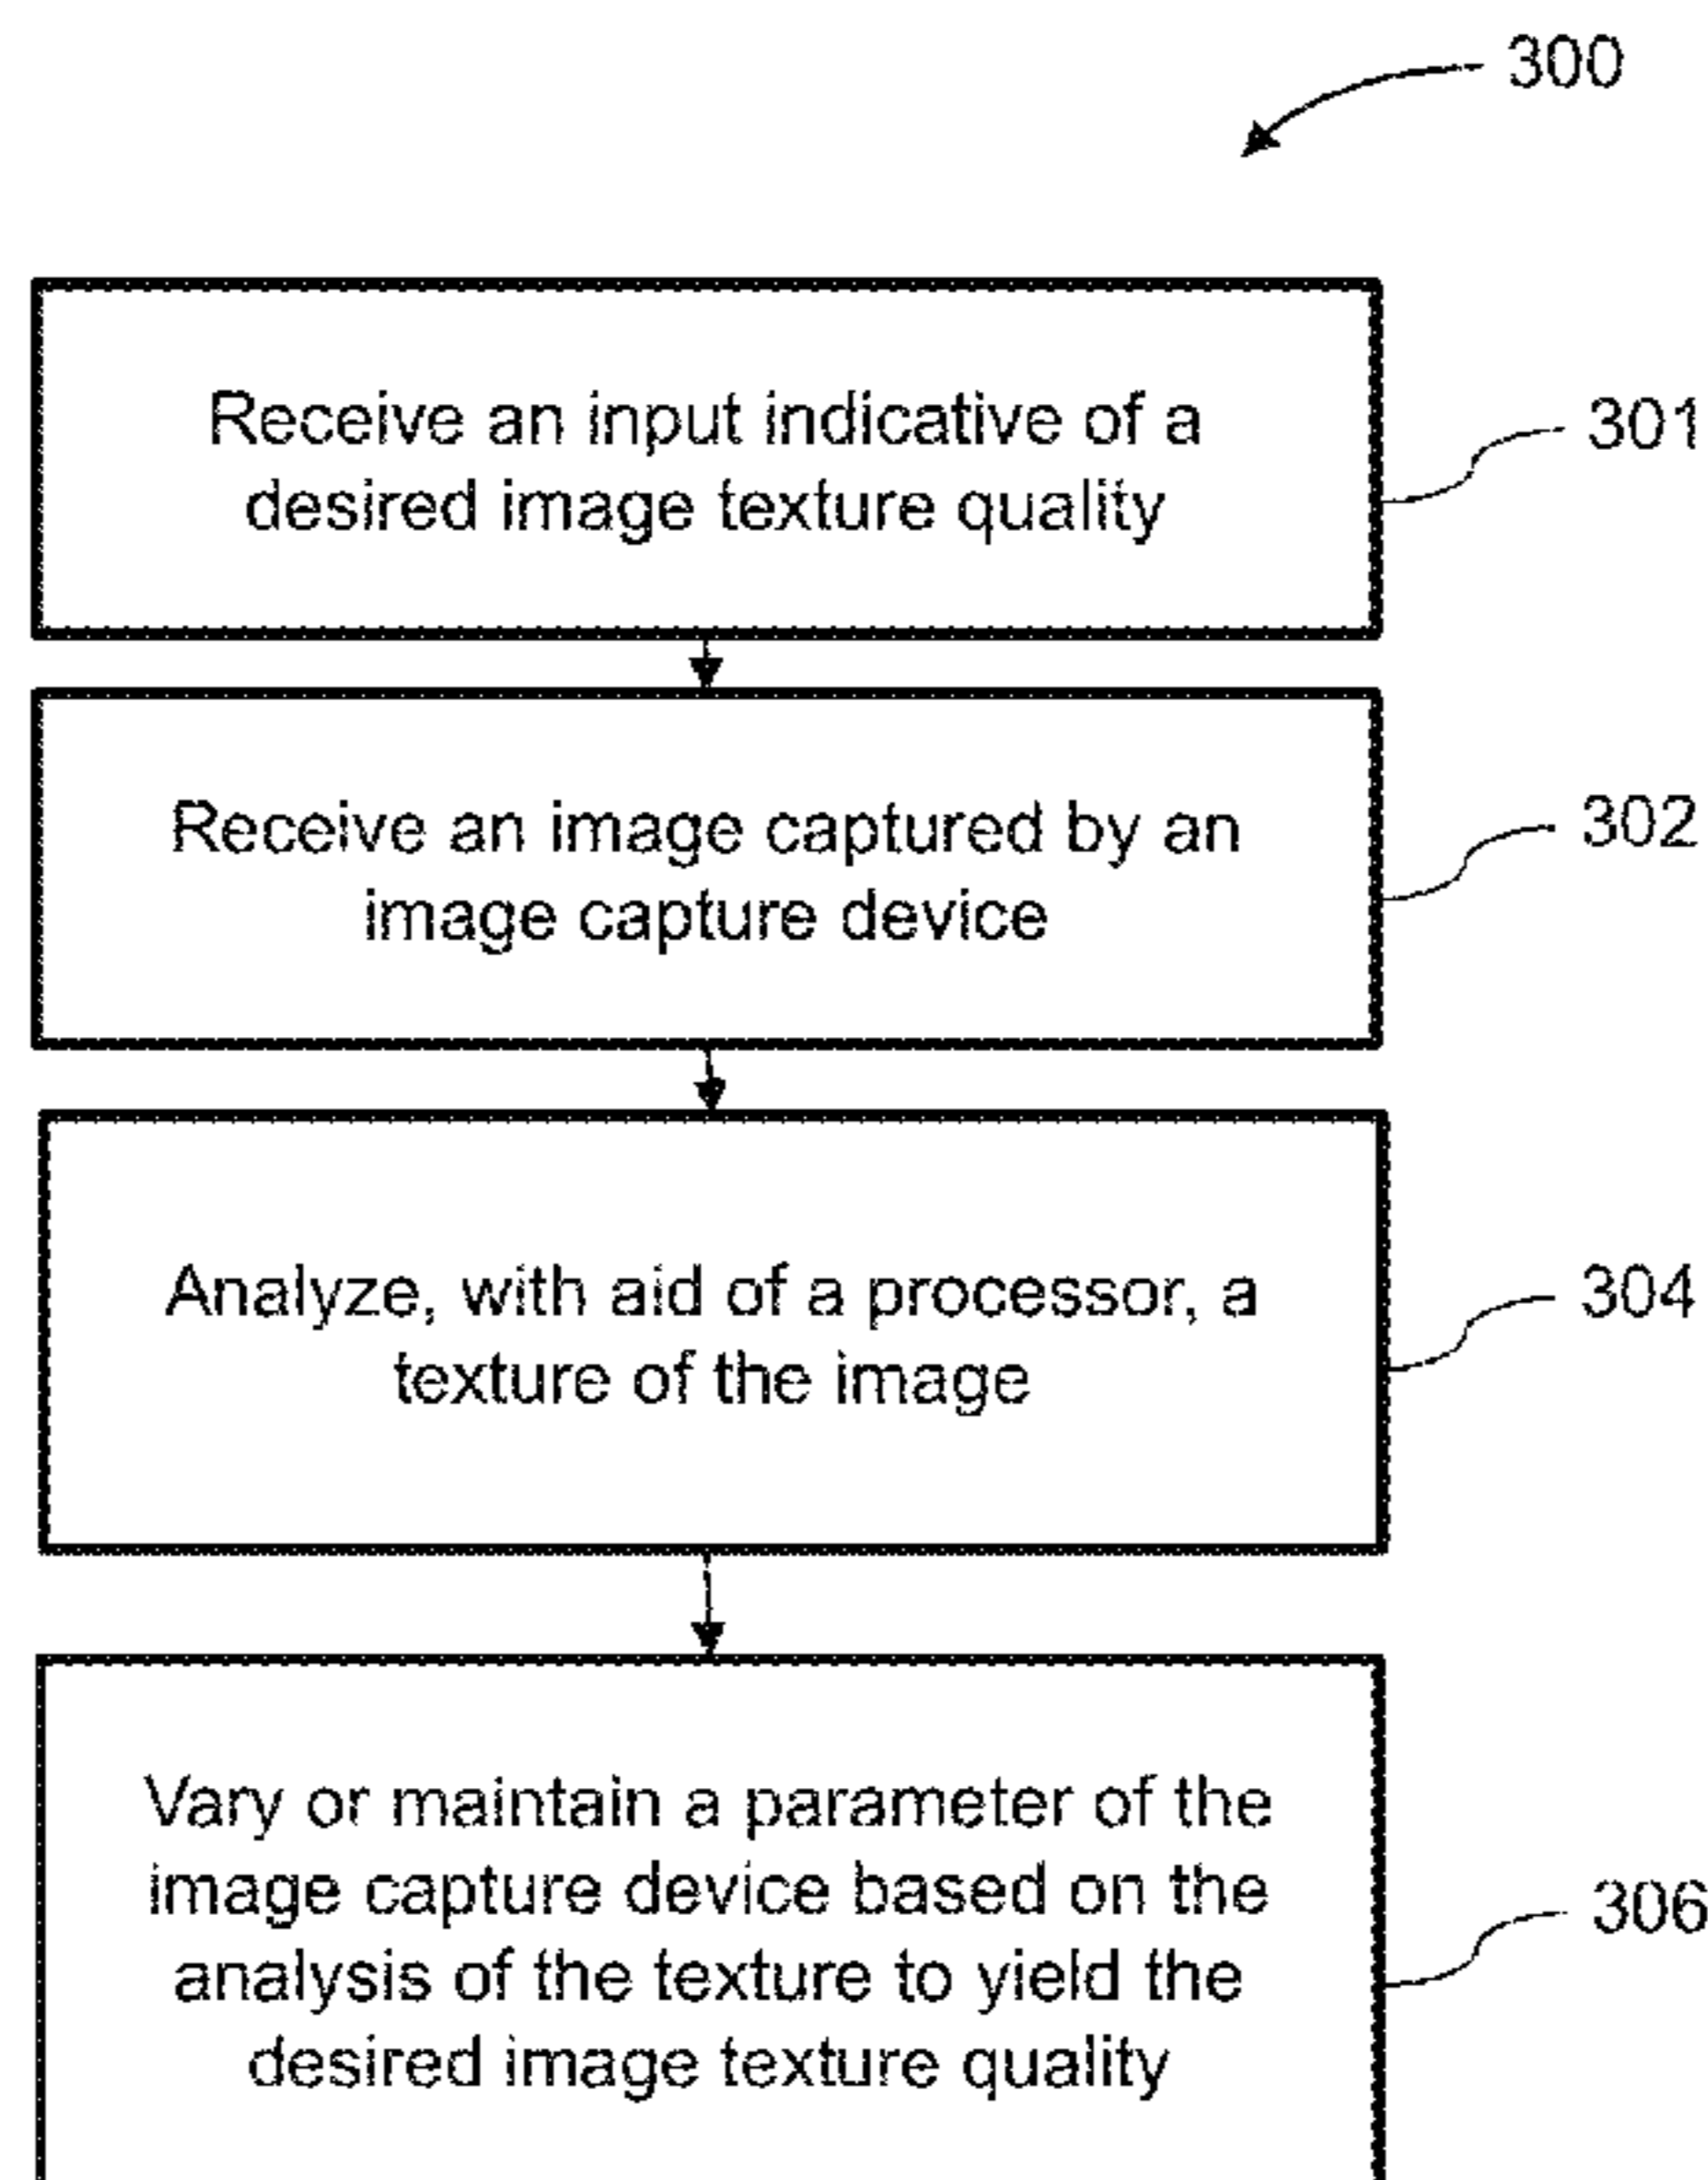 300
Receive an input indicative of a
desired image texture quality
301
Receive an image captured by an
image capture device
302
Analyze, with aid of a processor, a
texture of the image
304
Vary or maintain a parameter of the
image capture device based on the
analysis of the texture to yield the
desired image texture quality
306